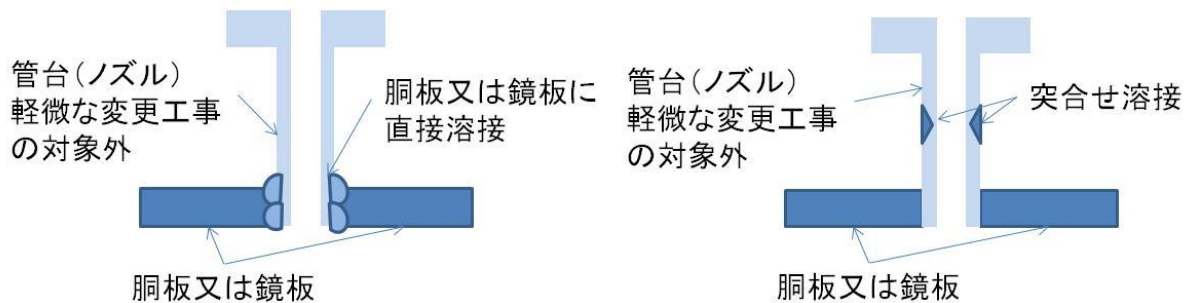 管台(ノズル)
軽微な変更工事
の対象外
胴板又は鏡板に
直接溶接
胴板又は鏡板
管台(ノズル)
軽微な変更工事
の対象外
突合せ溶接
胴板又は鏡板